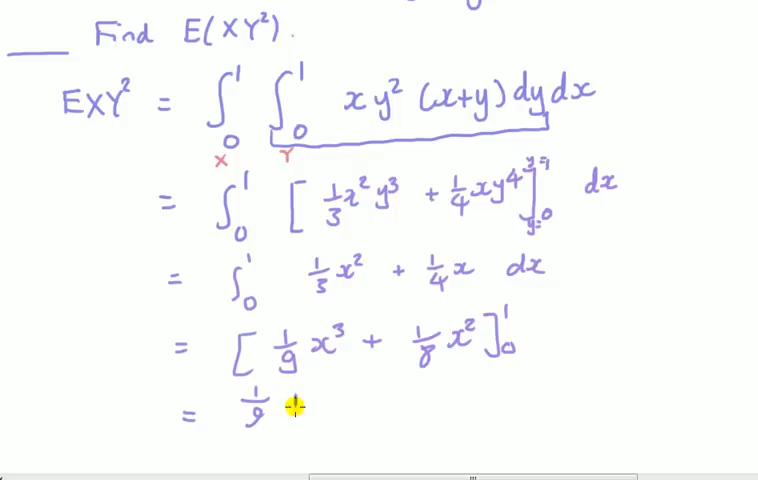 Find E(XY²).
EXY² = ∫₀¹ ∫₀¹ xy² (x+y) dy dx
X Y
= ∫₀¹ [ 1/3 x²y³ + 1/4 xy⁴ ]_{y=0}^{y=1} dx
= ∫₀¹ 1/3 x² + 1/4 x dx
= [ 1/9 x³ + 1/8 x² ]₀¹
= 1/9 +